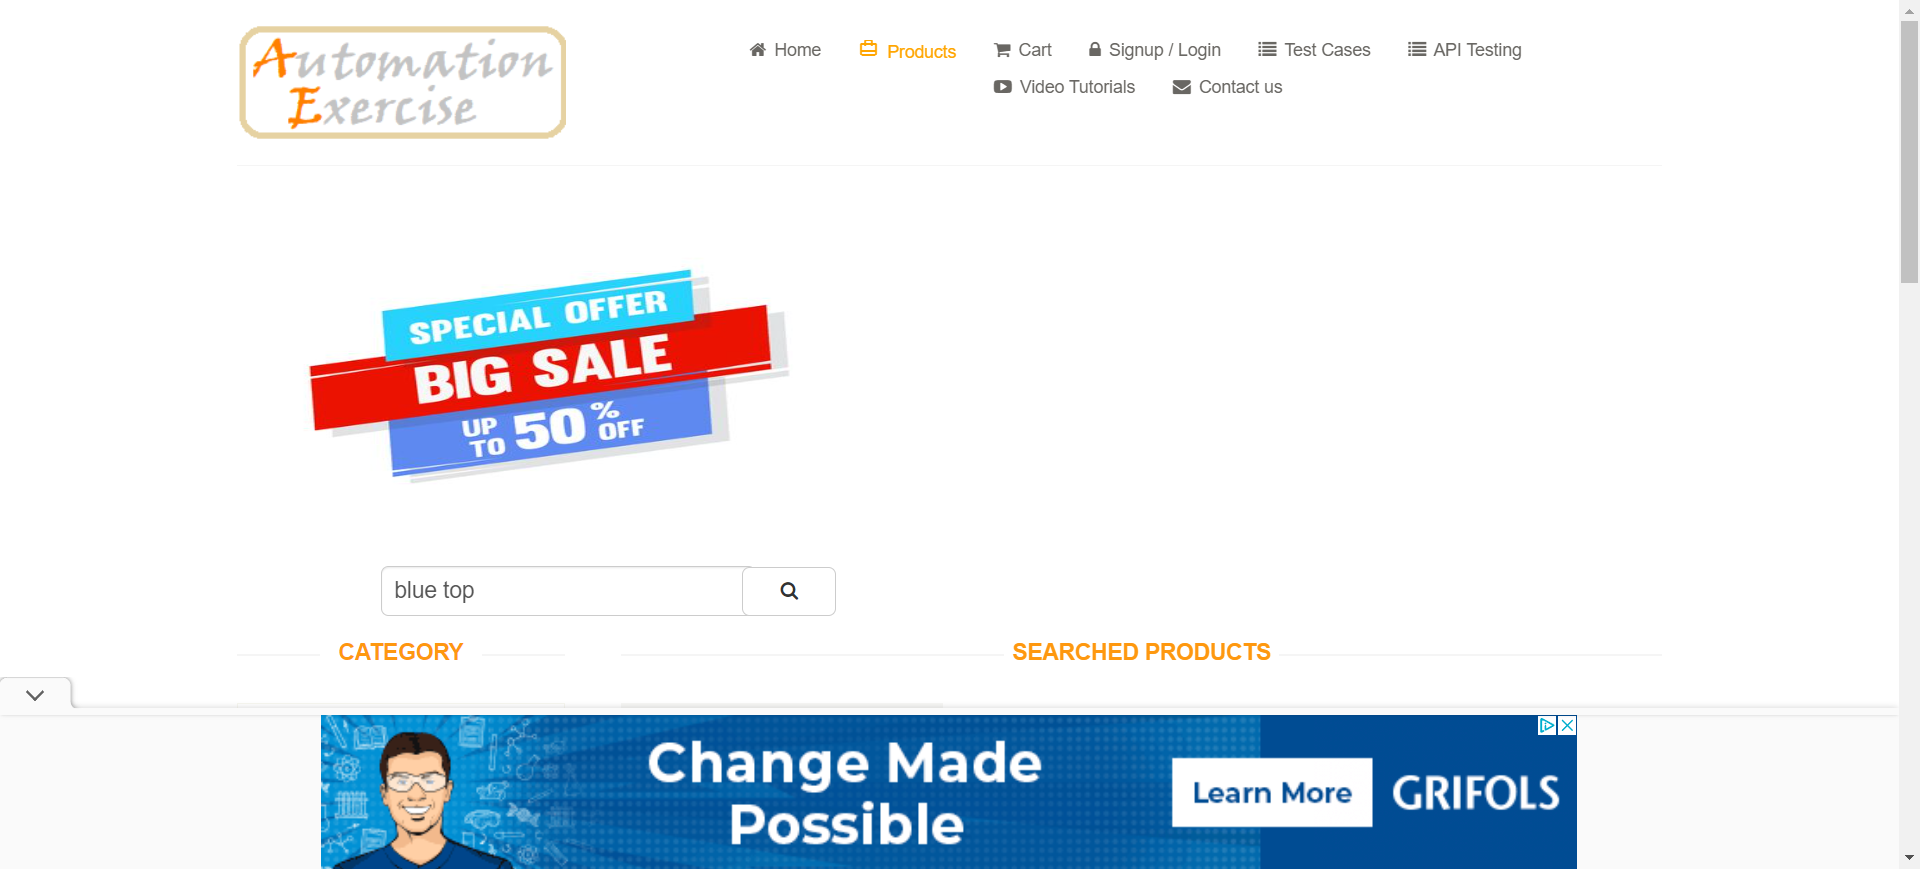 Automation
Exercise
Home
Products
Cart
Signup / Login
Test Cases
API Testing
Video Tutorials
Contact us
SPECIAL OFFER
BIG SALE
UP TO 50% OFF
blue top
CATEGORY
SEARCHED PRODUCTS
Change Made
Possible
Learn More
GRIFOLS